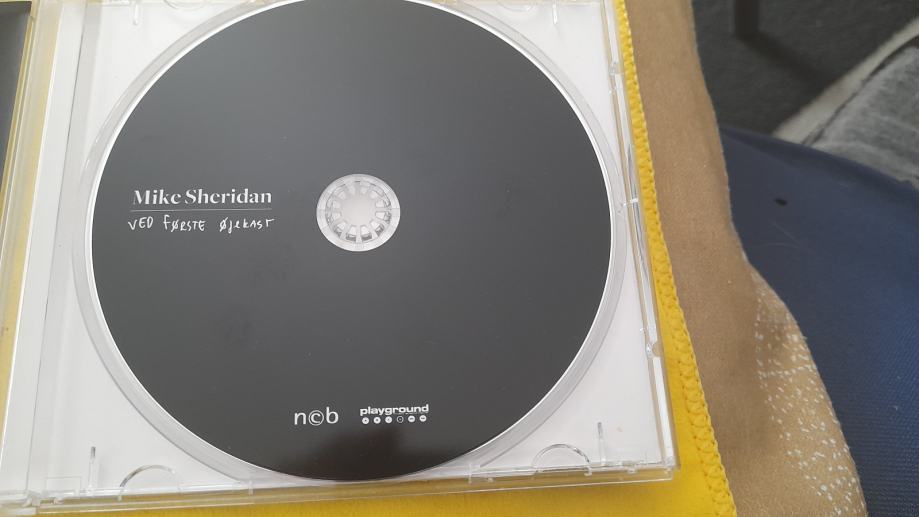 Mike Sheridan
VED FØRSTE ØJEKAST
n©b
playground